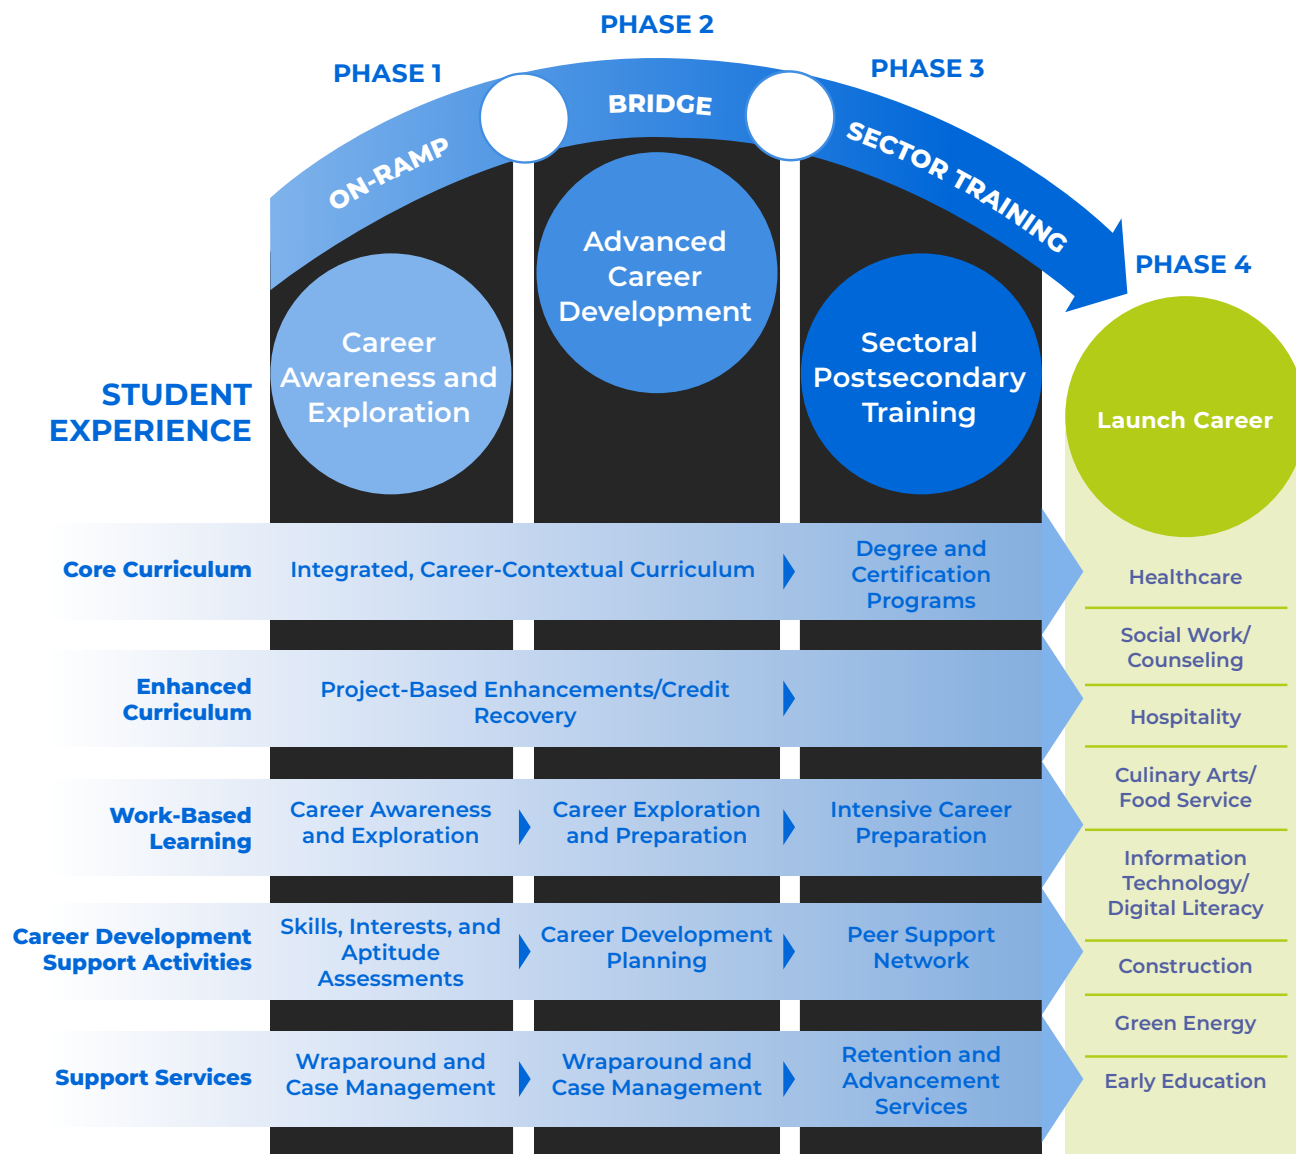 PHASE 1
PHASE 2
PHASE 3
PHASE 4
ON-RAMP
BRIDGE
SECTOR TRAINING
STUDENT
EXPERIENCE
Career
Awareness and
Exploration
Advanced
Career
Development
Sectoral
Postsecondary
Training
Launch Career
Core Curriculum
Integrated, Career-Contextual Curriculum
Degree and
Certification
Programs
Enhanced
Curriculum
Project-Based Enhancements/Credit
Recovery
Work-Based
Learning
Career Awareness
and Exploration
Career Exploration
and Preparation
Intensive Career
Preparation
Career Development
Support Activities
Skills, Interests, and
Aptitude
Assessments
Career Development
Planning
Peer Support
Network
Support Services
Wraparound and
Case Management
Wraparound and
Case Management
Retention and
Advancement
Services
Healthcare
Social Work/
Counseling
Hospitality
Culinary Arts/
Food Service
Information
Technology/
Digital Literacy
Construction
Green Energy
Early Education